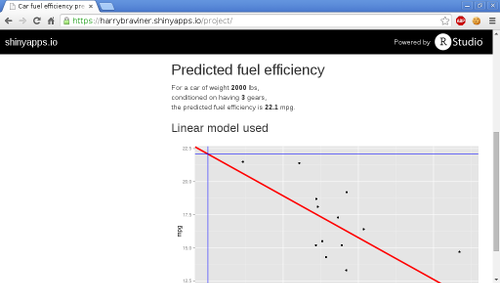 Car fuel efficiency pre
https://harrybraviner.shinyapps.io/project/
shinyapps.io
Powered by R Studio
Predicted fuel efficiency
For a car of weight 2000 lbs,
conditioned on having 3 gears,
the predicted fuel efficiency is 22.1 mpg.
Linear model used
22.5
20.0
mpg
17.5
15.0
12.5